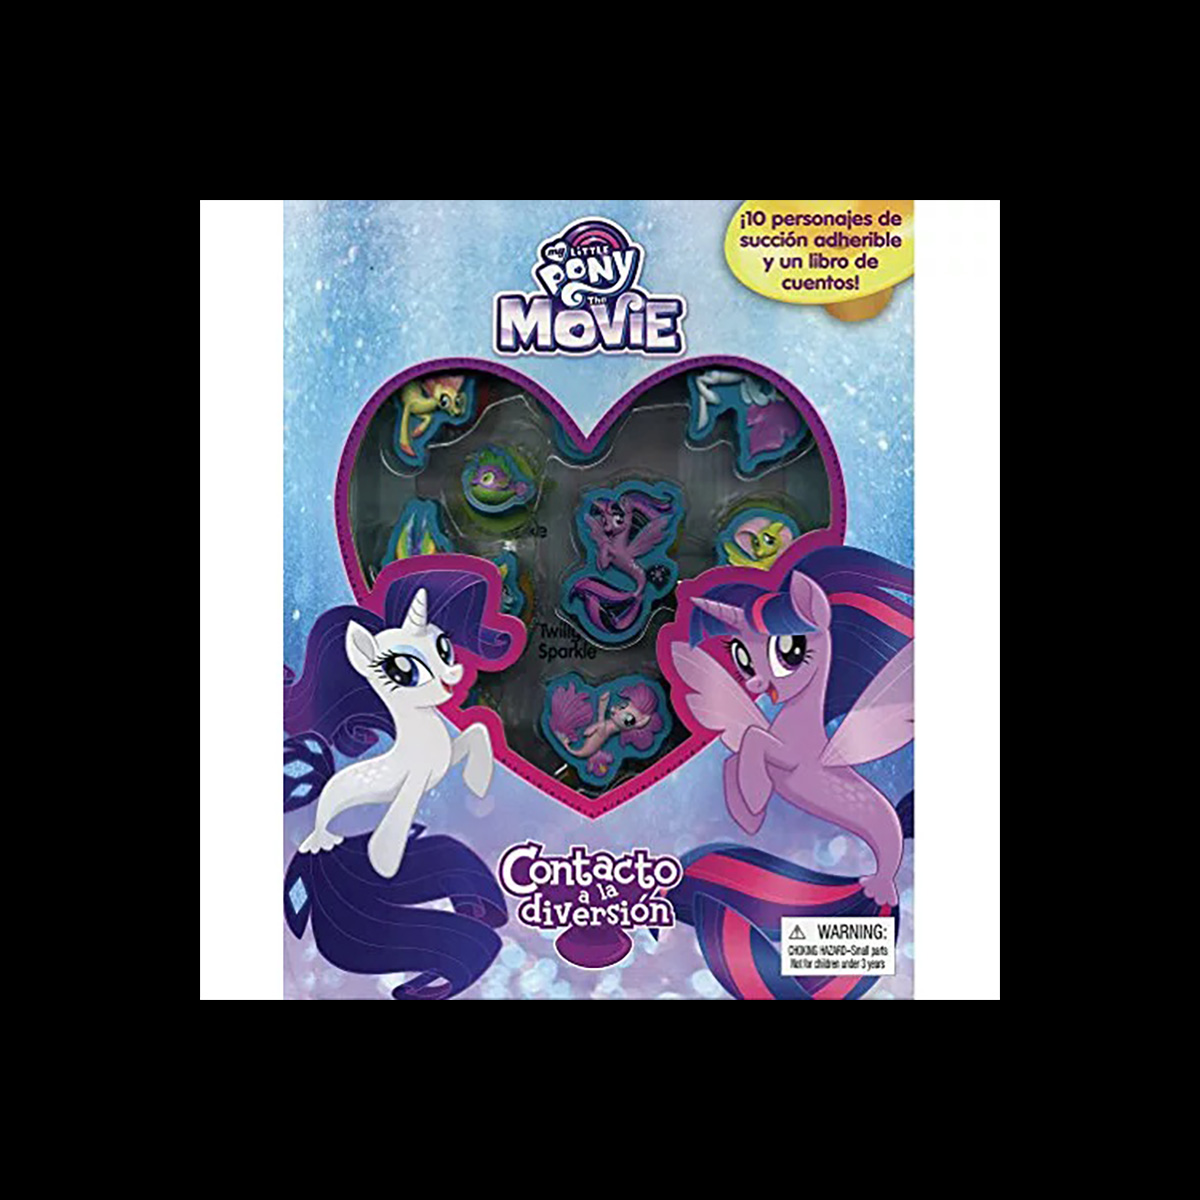 my LITTLE
PONY
The
MOVIE
¡10 personajes de
succión adherible
y un libro de
cuentos!
Sparkle
Contacto
a la
diversión
WARNING:
CHOKING HAZARD–Small parts
Not for children under 3 years